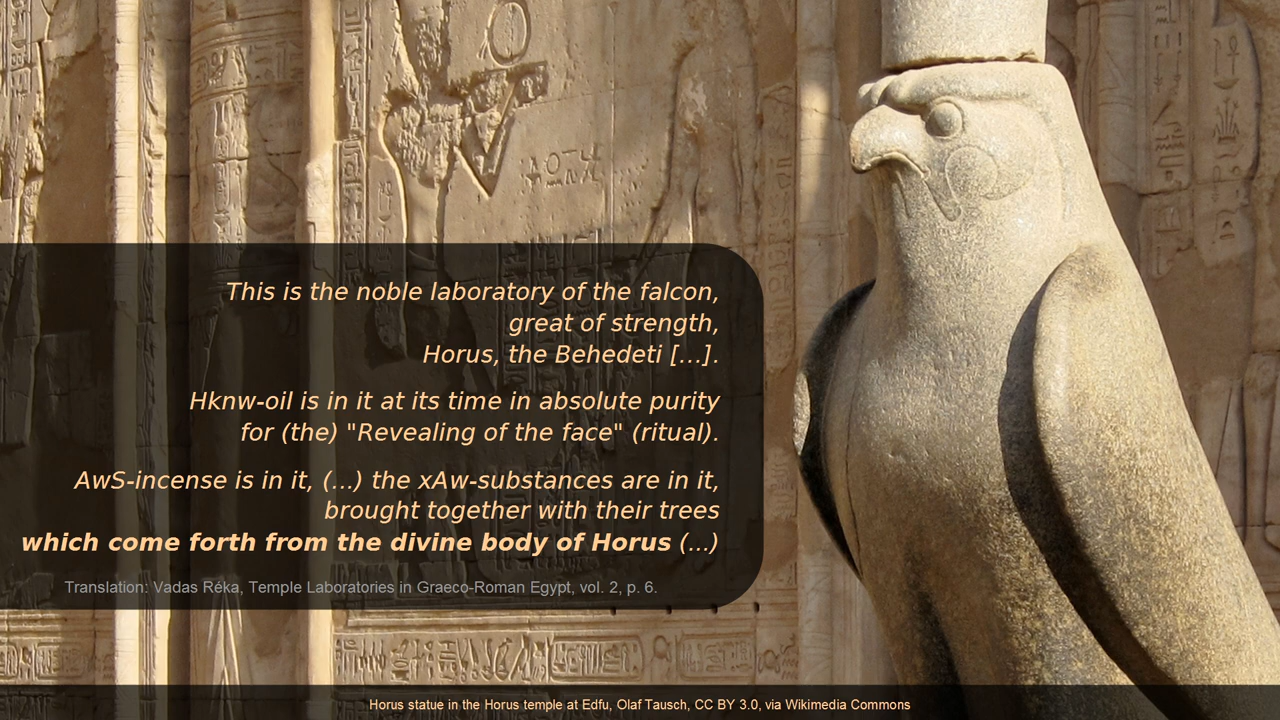 This is the noble laboratory of the falcon,
great of strength,
Horus, the Behedeti [...].
Hknw-oil is in it at its time in absolute purity
for (the) "Revealing of the face" (ritual).
AwS-incense is in it, (...) the xAw-substances are in it,
brought together with their trees
which come forth from the divine body of Horus (...)
Translation: Vadas Réka, Temple Laboratories in Graeco-Roman Egypt, vol. 2, p. 6.
Horus statue in the Horus temple at Edfu, Olaf Tausch, CC BY 3.0, via Wikimedia Commons